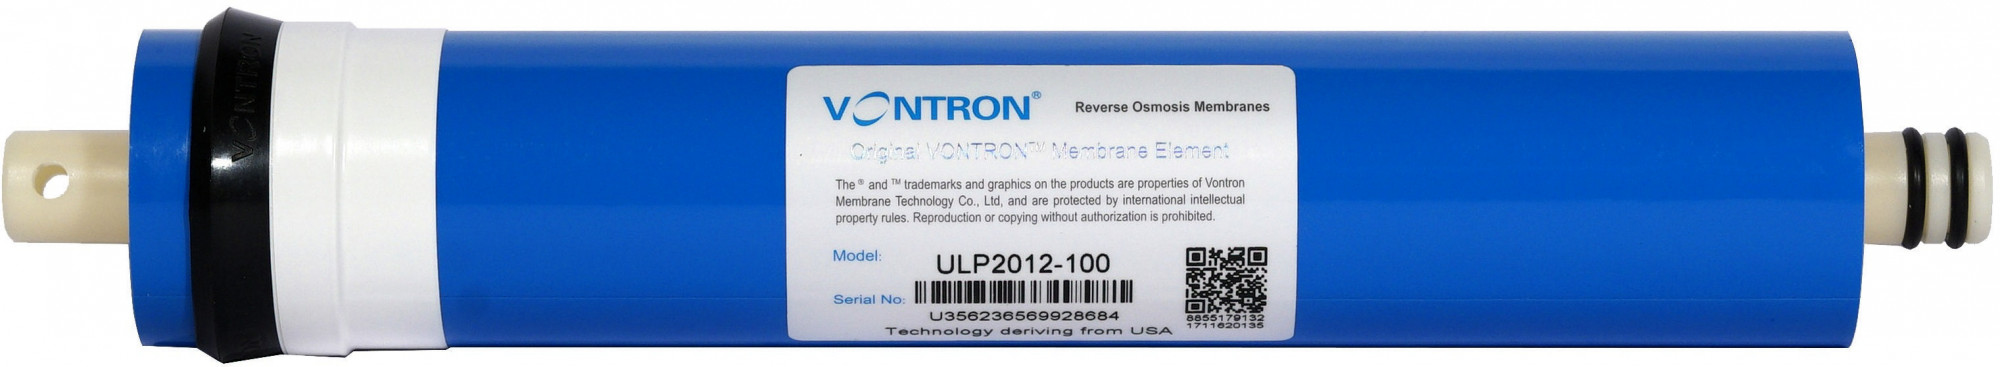 VONTRON
VONTRON® Reverse Osmosis Membranes
Original VONTRON™ Membrane Element
The ® and ™ trademarks and graphics on the products are properties of Vontron
Membrane Technology Co., Ltd, and are protected by international intellectual
property rules. Reproduction or copying without authorization is prohibited.
Model: ULP2012-100
Serial No:
U356236569928684
8855179132
1711620135
Technology deriving from USA